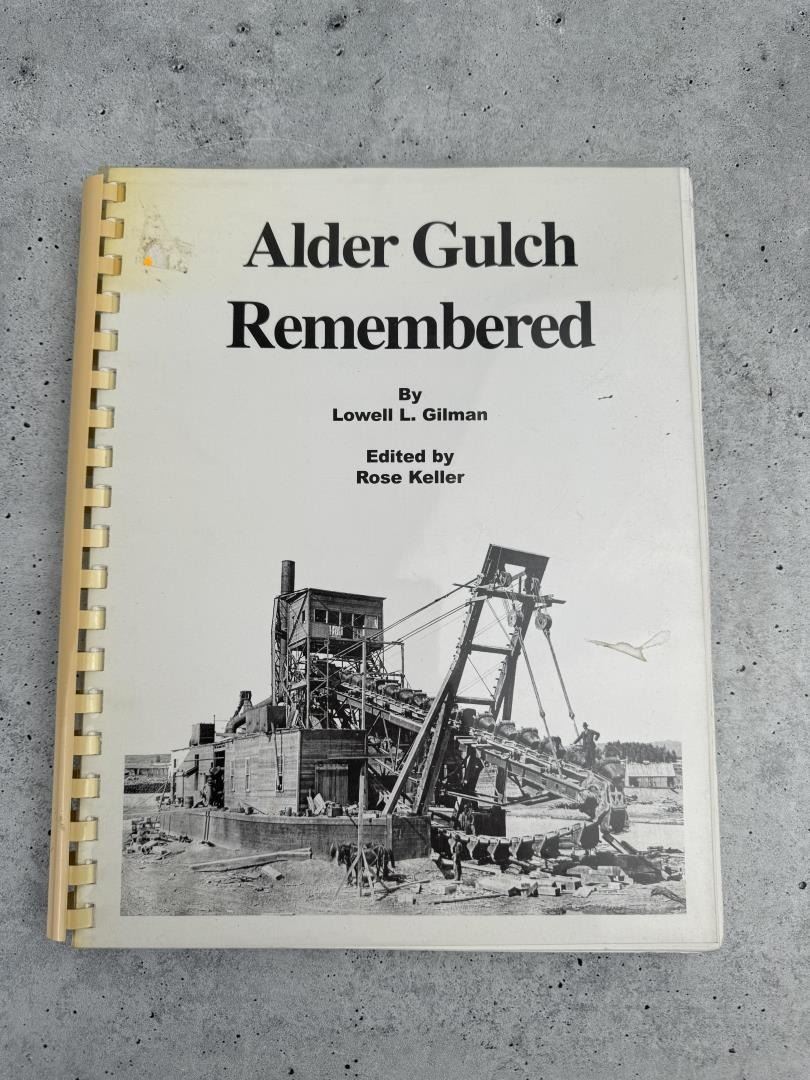 Alder Gulch
Remembered
By
Lowell L. Gilman
Edited by
Rose Keller